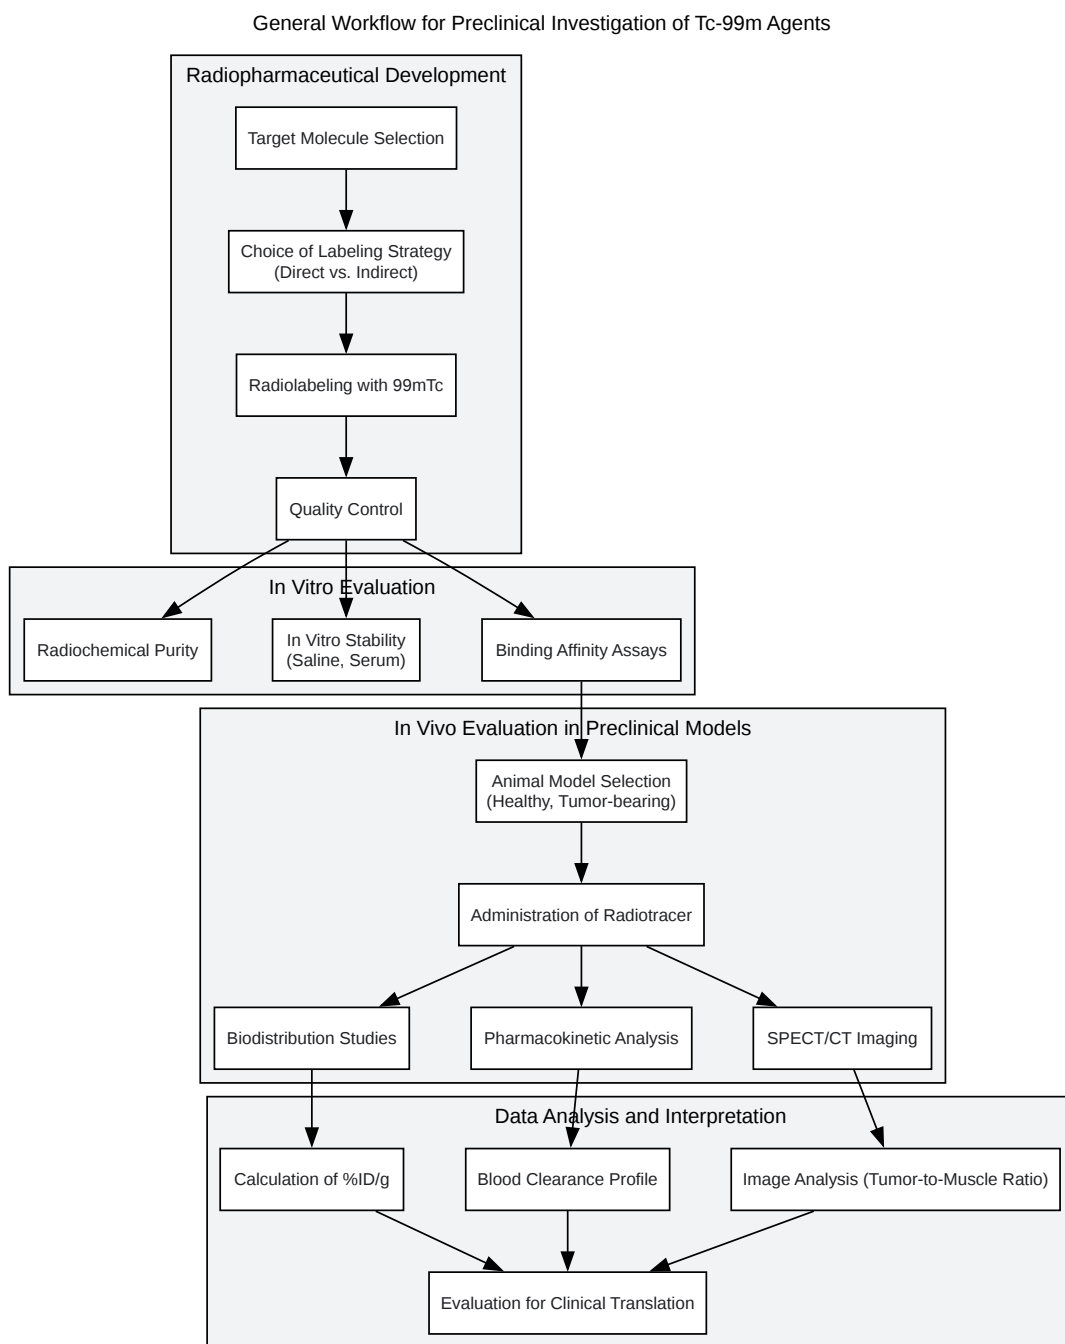 General Workflow for Preclinical Investigation of Tc-99m Agents
Radiopharmaceutical Development
Target Molecule Selection
Choice of Labeling Strategy
(Direct vs. Indirect)
Radiolabeling with 99mTc
Quality Control
In Vitro Evaluation
Radiochemical Purity
In Vitro Stability
(Saline, Serum)
Binding Affinity Assays
In Vivo Evaluation in Preclinical Models
Animal Model Selection
(Healthy, Tumor-bearing)
Administration of Radiotracer
Biodistribution Studies
Pharmacokinetic Analysis
SPECT/CT Imaging
Data Analysis and Interpretation
Calculation of %ID/g
Blood Clearance Profile
Image Analysis (Tumor-to-Muscle Ratio)
Evaluation for Clinical Translation